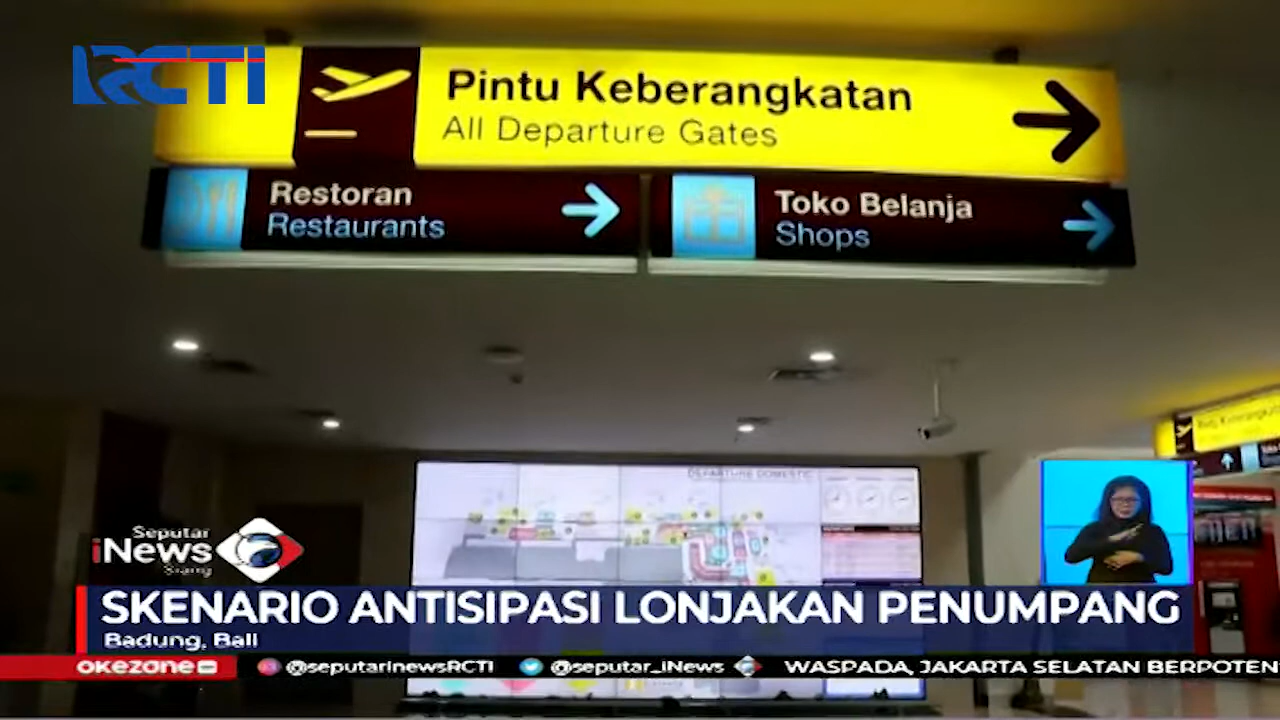 RCTI
Pintu Keberangkatan
All Departure Gates
Restoran
Restaurants
Toko Belanja
Shops
DEPARTURE DOMESTIC
Seputar
iNews
Siang
SKENARIO ANTISIPASI LONJAKAN PENUMPANG
Badung, Bali
okezone
@seputarinewsRCTI
@seputar_iNews
WASPADA, JAKARTA SELATAN BERPOTEN